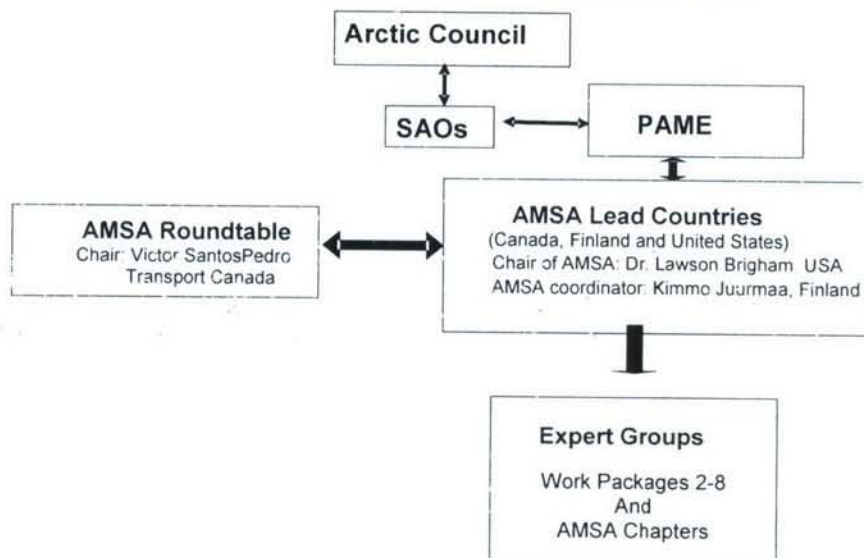 Arctic Council
SAOs
PAME
AMSA Roundtable
Chair: Victor SantosPedro
Transport Canada
AMSA Lead Countries
(Canada, Finland and United States)
Chair of AMSA: Dr. Lawson Brigham USA
AMSA coordinator: Kimmo Juurmaa, Finland
Expert Groups
Work Packages 2-8
And
AMSA Chapters